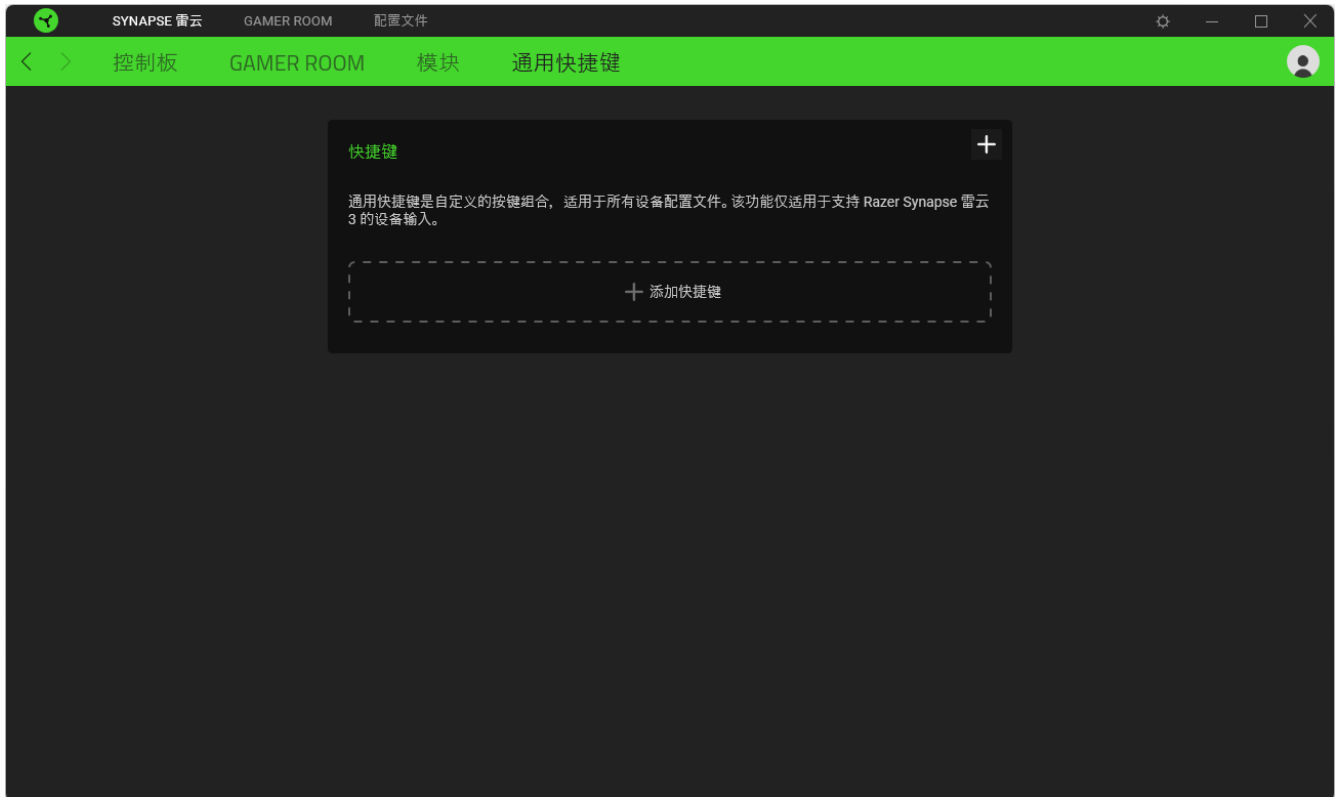 SYNAPSE 雷云 GAMER ROOM 配置文件
控制板 GAMER ROOM 模块 通用快捷键
快捷键
通用快捷键是自定义的按键组合，适用于所有设备配置文件。该功能仅适用于支持 Razer Synapse 雷云
3 的设备输入。
添加快捷键